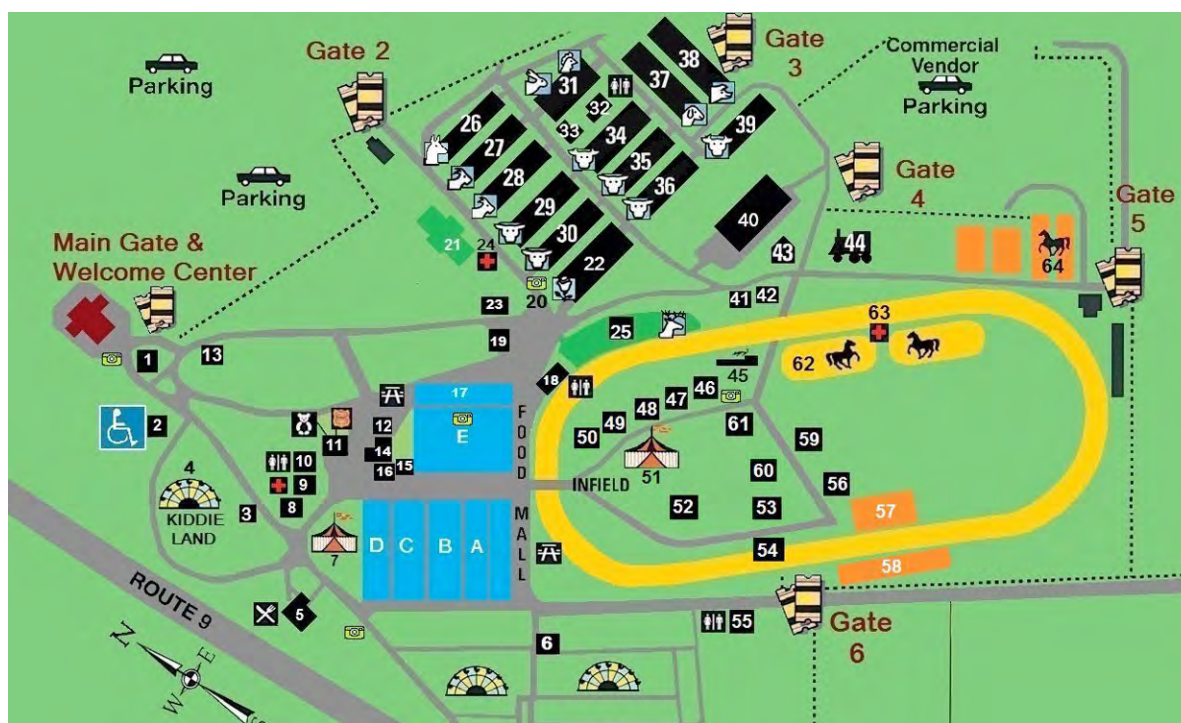 Parking
Gate 2
Gate
3
Commercial
Vendor
Parking
Parking
Gate
4
Gate
5
Main Gate &
Welcome Center
38
37
31
32
33
34
35
36
39
26
27
28
29
30
22
40
43
44
64
21
24
20
23
19
25
41
42
63
62
45
1
13
2
18
17
E
12
14
15
16
11
10
9
8
4
KIDDIE
LAND
3
7
D
C
B
A
FOOD
MALL
INFIELD
50
49
48
47
46
61
51
59
60
56
52
53
57
54
58
5
6
55
Gate
6
ROUTE 9
N
E
W
S